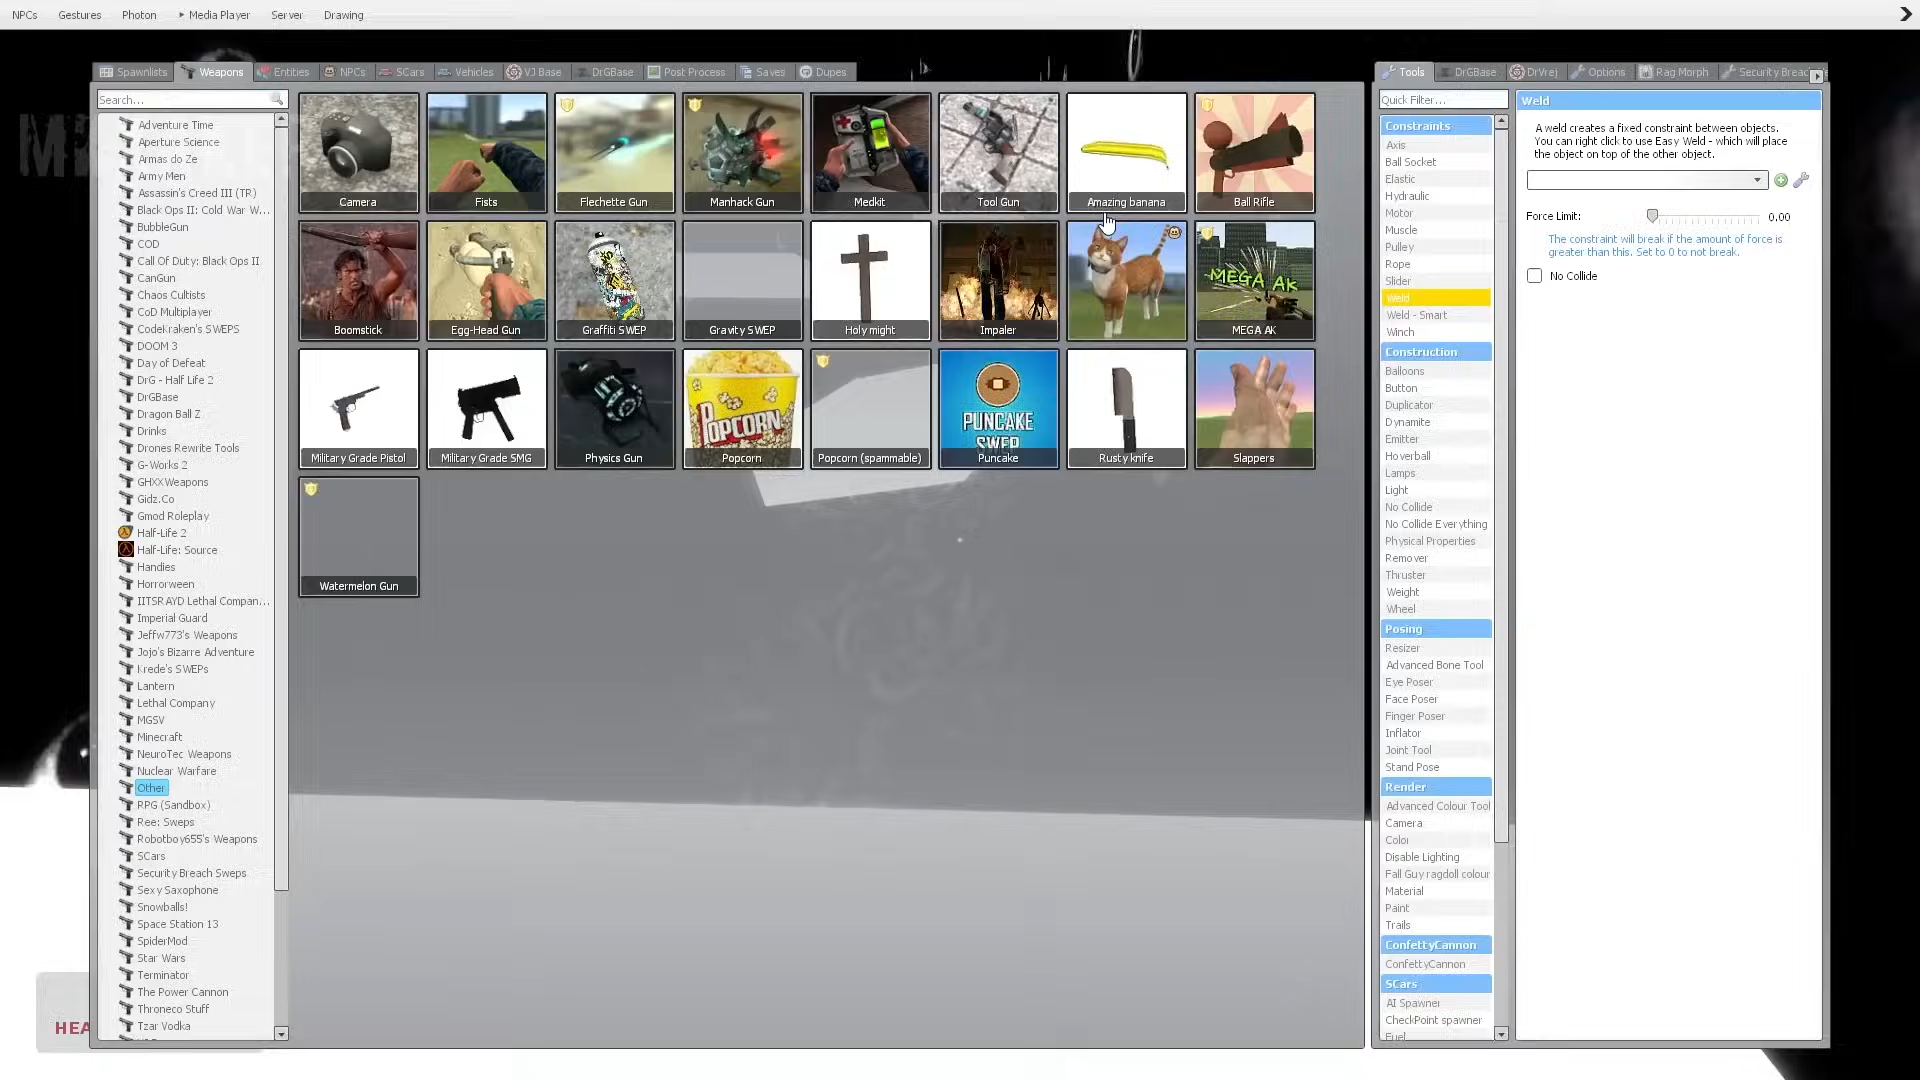 NPCs Gestures Photon Media Player Server Drawing
Spawnlists Weapons Entities NPCs SCars Vehicles VJ Base DrGBase Post Process Saves Dupes
Search...
Adventure Time
Aperture Science
Armas do Ze
Army Men
Assassin's Creed III (TR)
Black Ops II: Cold War W...
BubbleGun
COD
Call Of Duty: Black Ops II
CanGun
Chaos Cultists
CoD Multiplayer
CodeKraken's SWEPS
DOOM 3
Day of Defeat
DrG - Half Life 2
DrGBase
Dragon Ball Z
Drinks
Drones Rewrite Tools
G-Works 2
GHXXWeapons
Gidz.Co
Gmod Roleplay
Half-Life 2
Half-Life: Source
Handies
Horrorween
IITSRAYD Lethal Compan...
Imperial Guard
Jeffw773's Weapons
Jojo's Bizarre Adventure
Krede's SWEPs
Lantern
Lethal Company
MGSV
Minecraft
NeuroTec Weapons
Nuclear Warfare
Other
RPG (Sandbox)
Ree: Sweps
Robotboy655's Weapons
SCars
Security Breach Sweps
Sexy Saxophone
Snowballs!
Space Station 13
SpiderMod
Star Wars
Terminator
The Power Cannon
Throneco Stuff
Tzar Vodka
HEA
Camera Fists Flechette Gun Manhack Gun Medkit Tool Gun Amazing banana Ball Rifle
MEGA AK
Boomstick Egg-Head Gun Graffiti SWEP Gravity SWEP Holy might Impaler MEGA AK
POPCORN
PUNCAKE
SWEP
Military Grade Pistol Military Grade SMG Physics Gun Popcorn Popcorn (spammable) Puncake Rusty knife Slappers
Watermelon Gun
Tools DrGBase DrVrej Options Rag Morph Security Breac
Quick Filter...
Constraints
Axis
Ball Socket
Elastic
Hydraulic
Motor
Muscle
Pulley
Rope
Slider
Weld
Weld - Smart
Winch
Construction
Balloons
Button
Duplicator
Dynamite
Emitter
Hoverball
Lamps
Light
No Collide
No Collide Everything
Physical Properties
Remover
Thruster
Weight
Wheel
Posing
Resizer
Advanced Bone Tool
Eye Poser
Face Poser
Finger Poser
Inflator
Joint Tool
Stand Pose
Render
Advanced Colour Tool
Camera
Color
Disable Lighting
Fall Guy ragdoll colour
Material
Paint
Trails
ConfettyCannon
ConfettyCannon
SCars
AI Spawner
CheckPoint spawner
Fuel
Weld
A weld creates a fixed constraint between objects.
You can right click to use Easy Weld - which will place
the object on top of the other object.
Force Limit: 0.00
The constraint will break if the amount of force is
greater than this. Set to 0 to not break.
No Collide